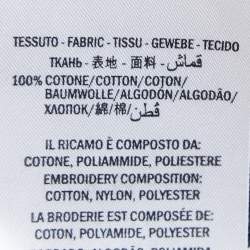 TESSUTO - FABRIC - TISSU - GEWEBE - TECIDO
ТКАНЬ - 表地 - 面料 - قماش
100% COTONE/COTTON/COTON/
BAUMWOLLE/ALGODÓN/ALGODÃO/
ХЛОПОК/綿/棉/قطن
IL RICAMO È COMPOSTO DA:
COTONE, POLIAMMIDE, POLIESTERE
EMBROIDERY COMPOSITION:
COTTON, NYLON, POLYESTER
LA BRODERIE EST COMPOSÉE DE:
COTON, POLYAMIDE, POLYESTER